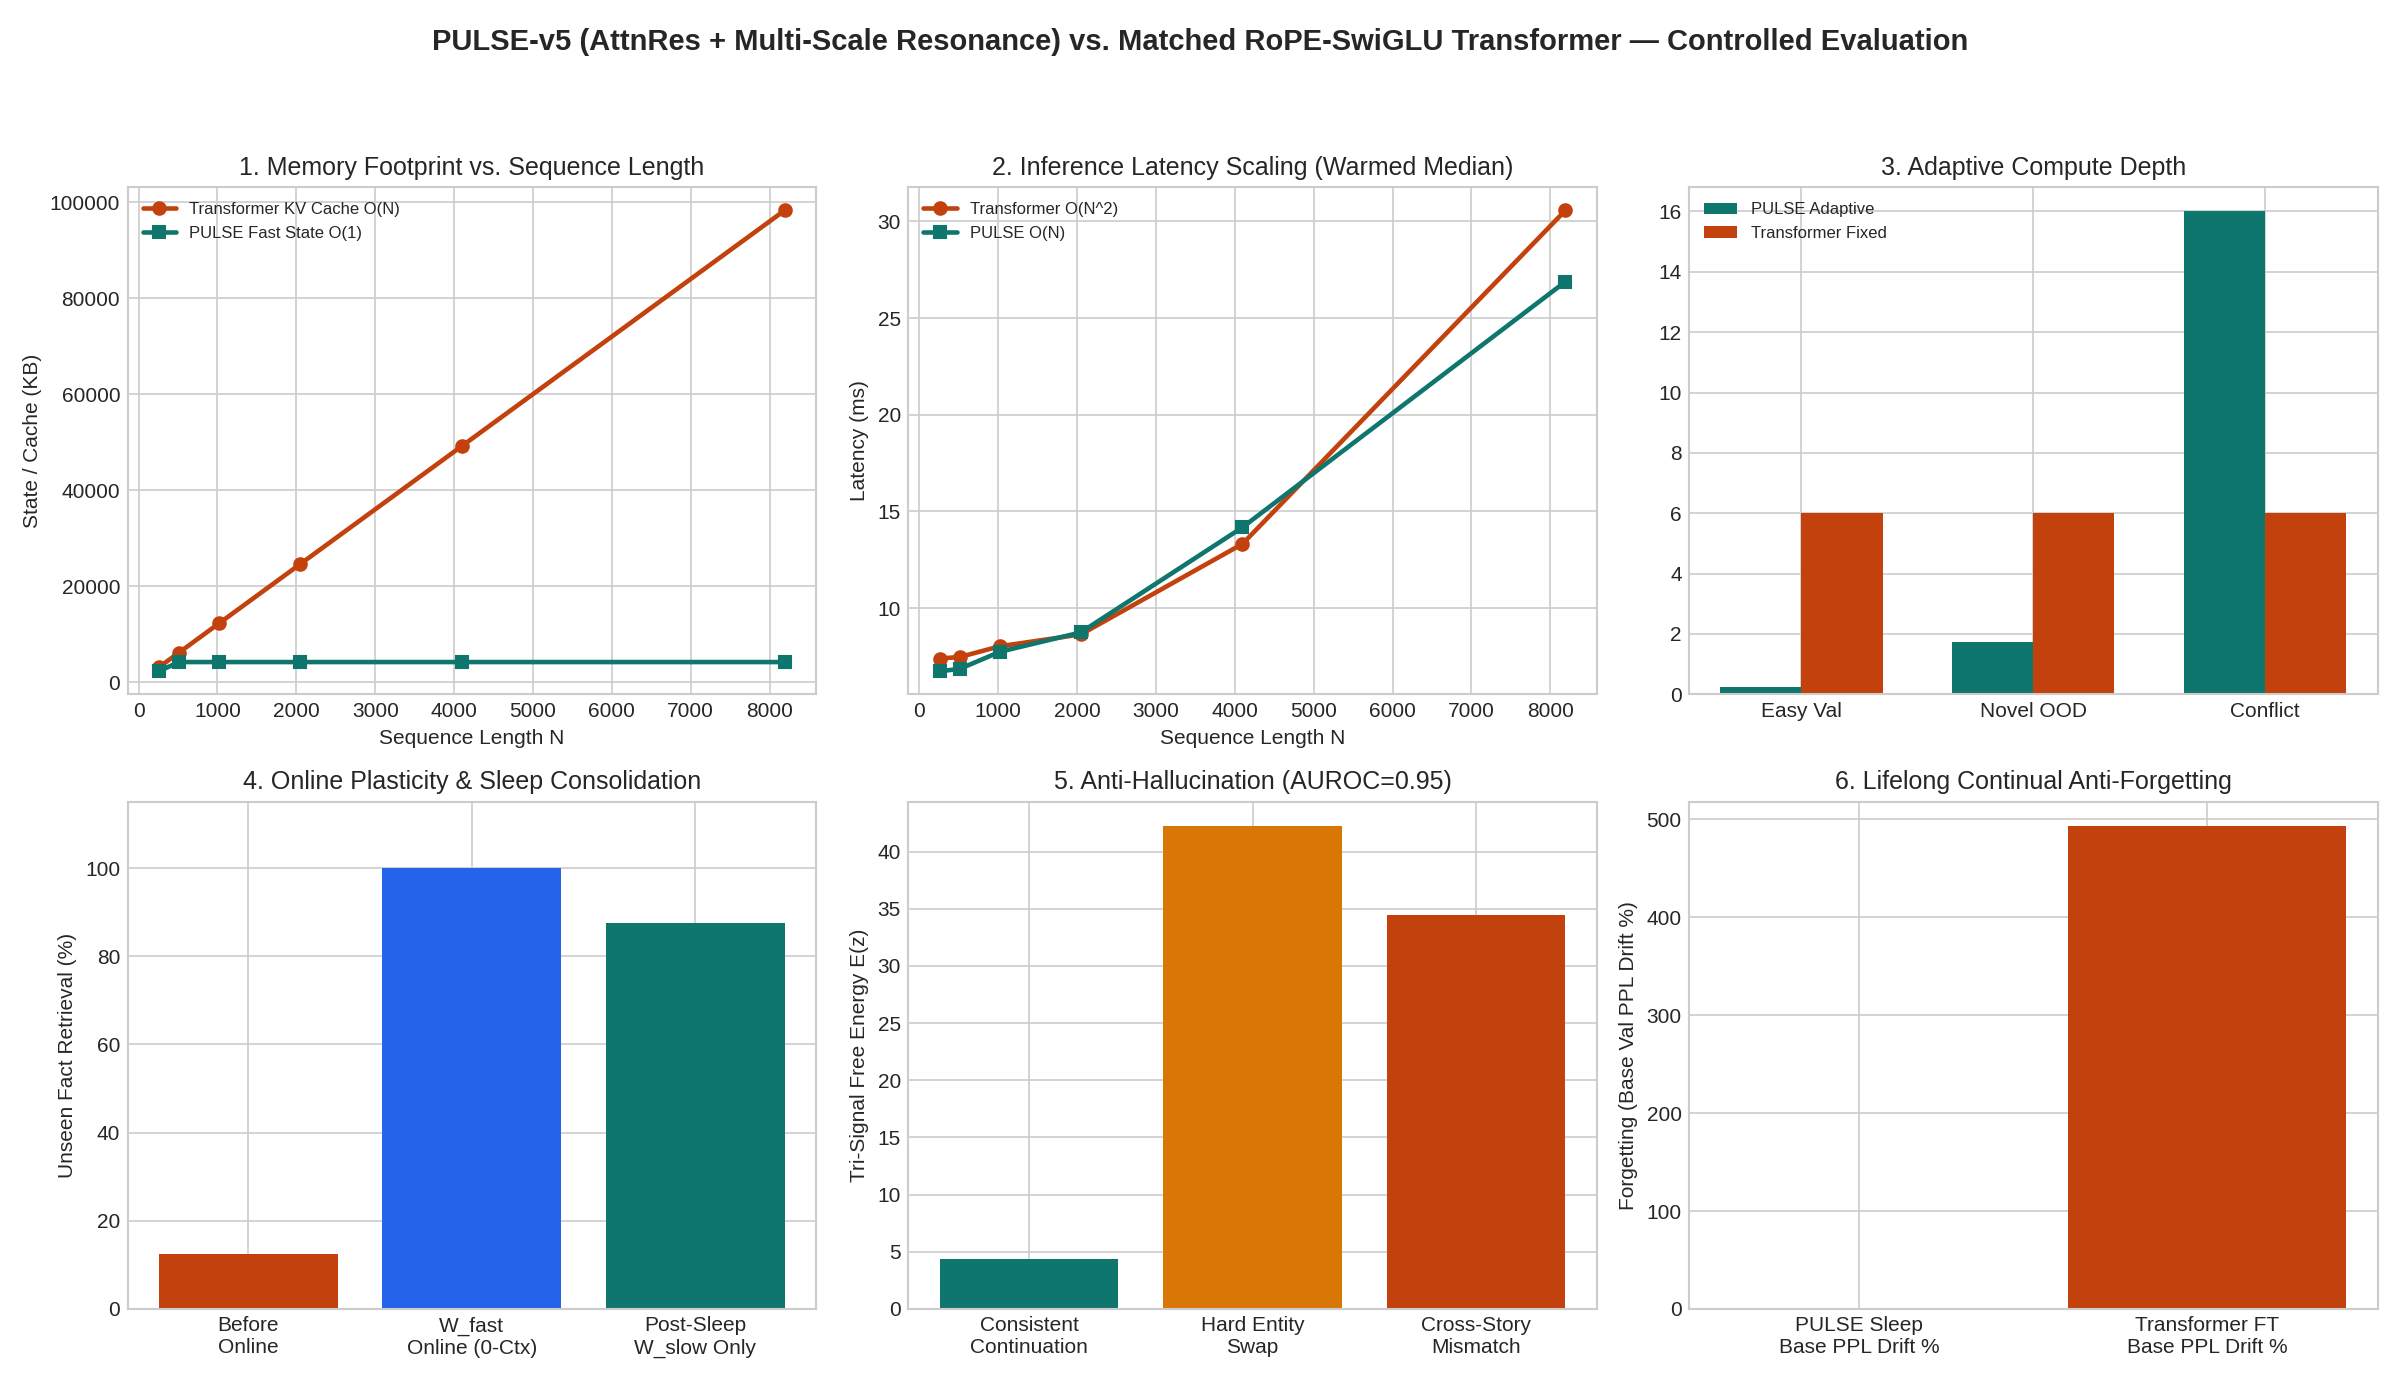 PULSE-v5 (AttnRes + Multi-Scale Resonance) vs. Matched RoPE-SwiGLU Transformer — Controlled Evaluation
1. Memory Footprint vs. Sequence Length
Transformer KV Cache O(N)
PULSE Fast State O(1)
State / Cache (KB)
100000
80000
60000
40000
20000
0
0 1000 2000 3000 4000 5000 6000 7000 8000
Sequence Length N
2. Inference Latency Scaling (Warmed Median)
Transformer O(N^2)
PULSE O(N)
Latency (ms)
30
25
20
15
10
0 1000 2000 3000 4000 5000 6000 7000 8000
Sequence Length N
3. Adaptive Compute Depth
PULSE Adaptive
Transformer Fixed
16
14
12
10
8
6
4
2
0
Easy Val Novel OOD Conflict
4. Online Plasticity & Sleep Consolidation
Unseen Fact Retrieval (%)
100
80
60
40
20
0
Before
Online
W_fast
Online (0-Ctx)
Post-Sleep
W_slow Only
5. Anti-Hallucination (AUROC=0.95)
Tri-Signal Free Energy E(z)
40
35
30
25
20
15
10
5
0
Consistent
Continuation
Hard Entity
Swap
Cross-Story
Mismatch
6. Lifelong Continual Anti-Forgetting
Forgetting (Base Val PPL Drift %)
500
400
300
200
100
0
PULSE Sleep
Base PPL Drift %
Transformer FT
Base PPL Drift %